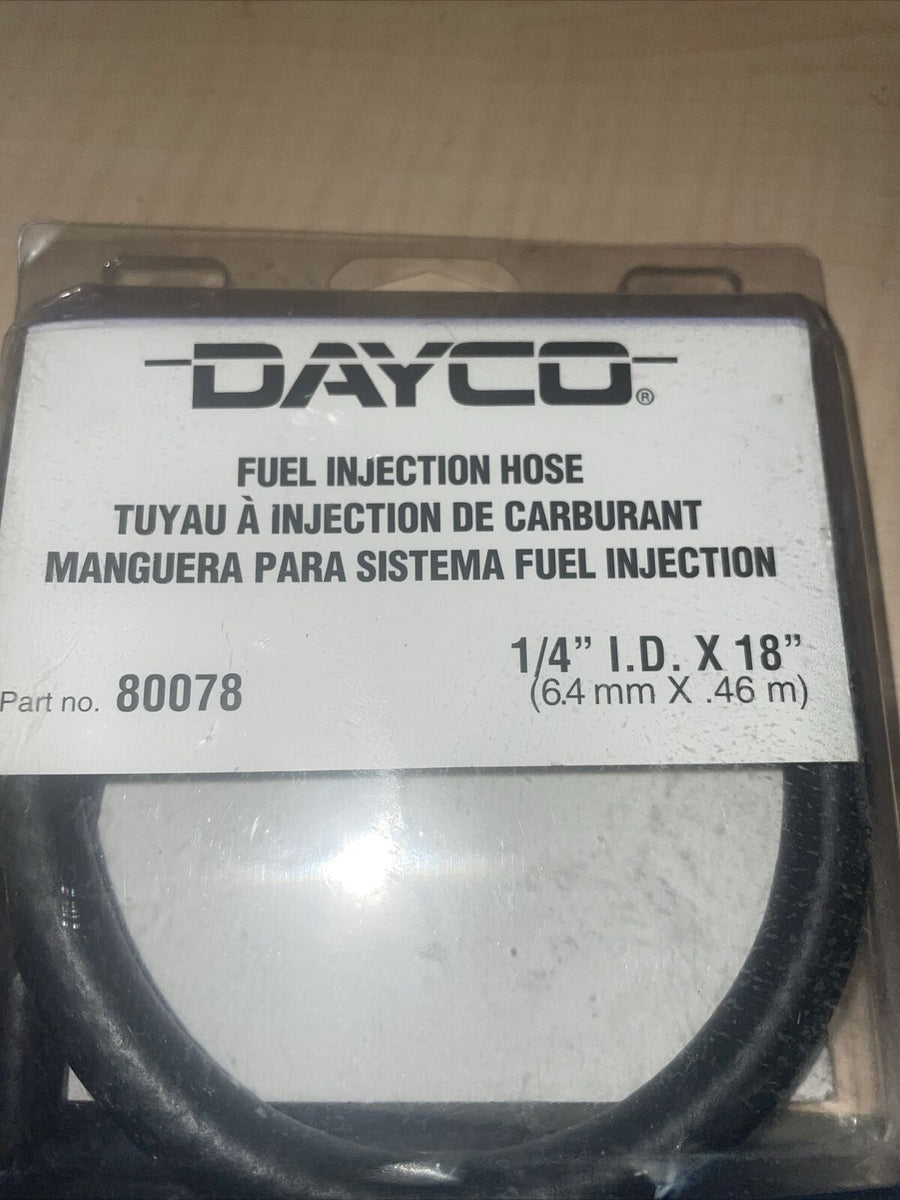 DAYCO®
FUEL INJECTION HOSE
TUYAU À INJECTION DE CARBURANT
MANGUERA PARA SISTEMA FUEL INJECTION
1/4” I.D. X 18”
Part no. 80078
(6.4 mm X .46 m)